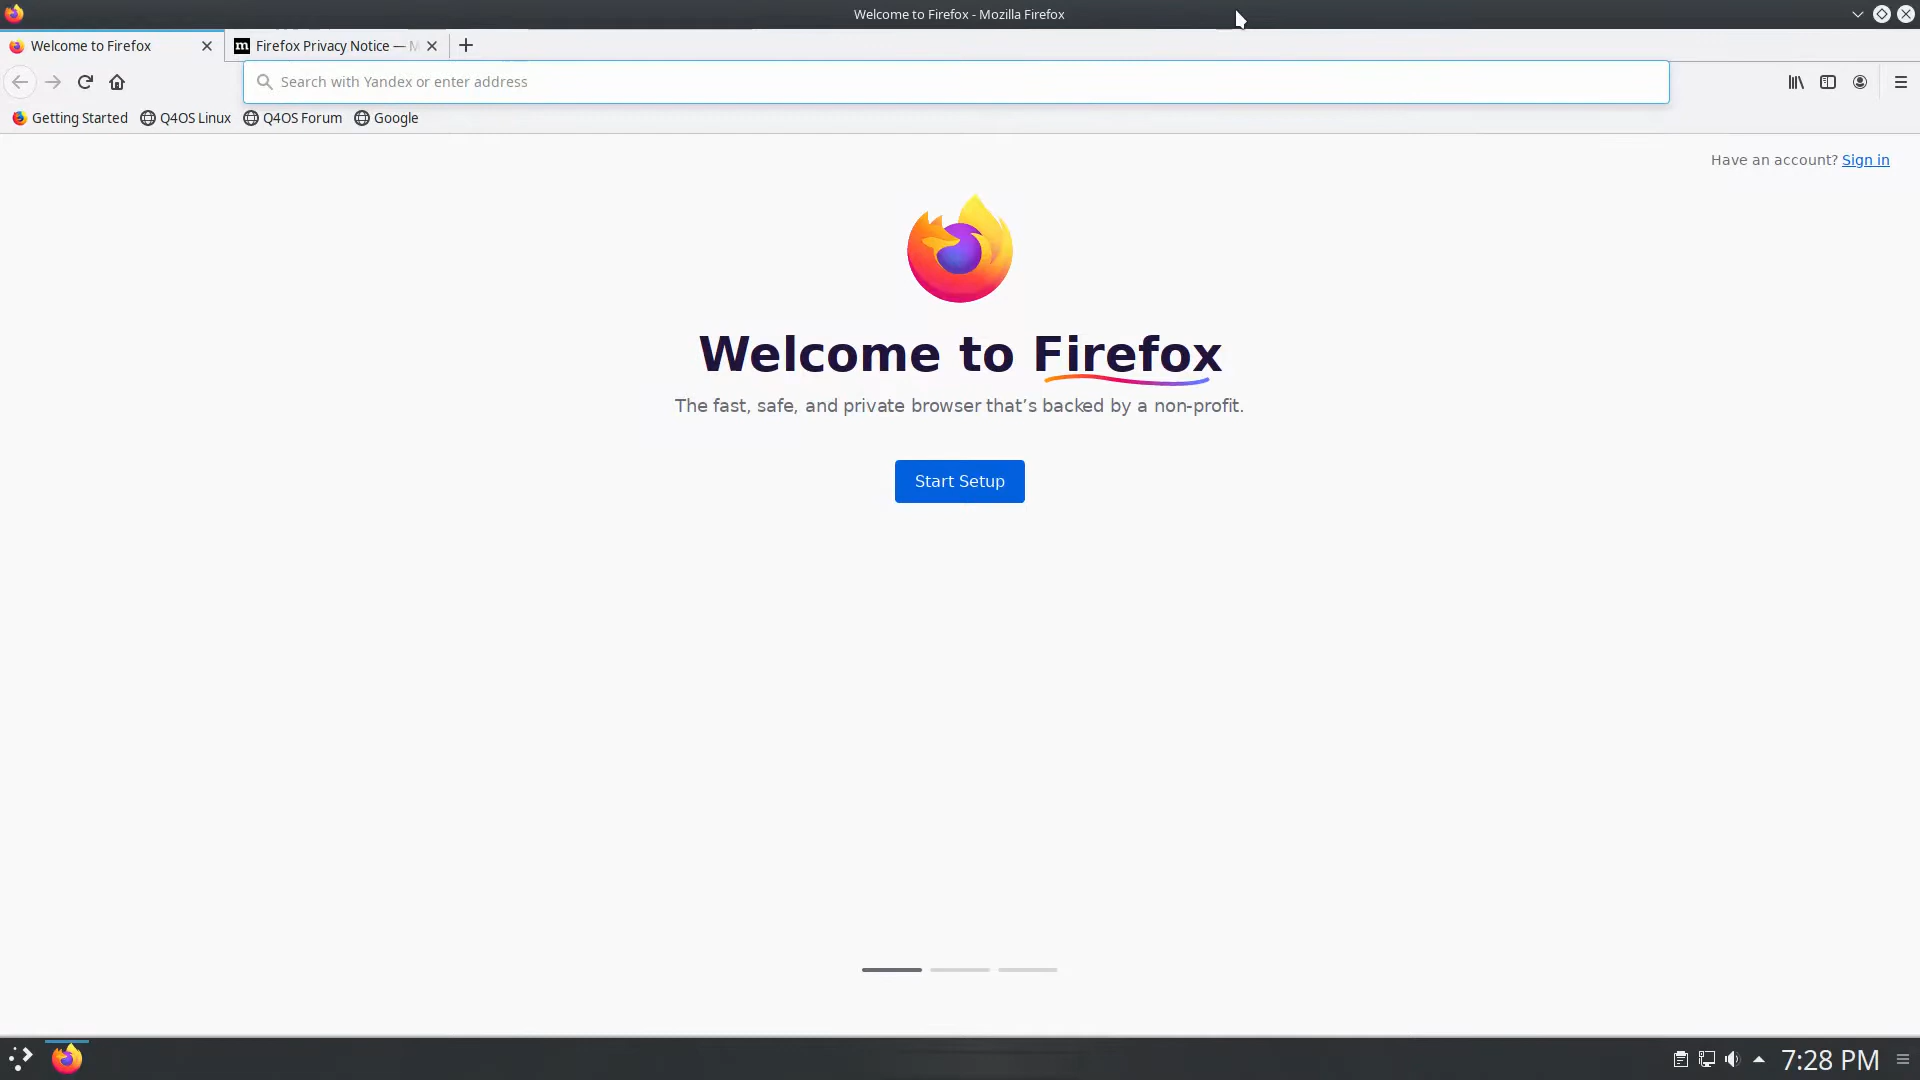 Welcome to Firefox - Mozilla Firefox
Welcome to Firefox
Firefox Privacy Notice —
Search with Yandex or enter address
Getting Started
Q4OS Linux
Q4OS Forum
Google
Have an account? Sign in
Welcome to Firefox
The fast, safe, and private browser that’s backed by a non-profit.
Start Setup
7:28 PM